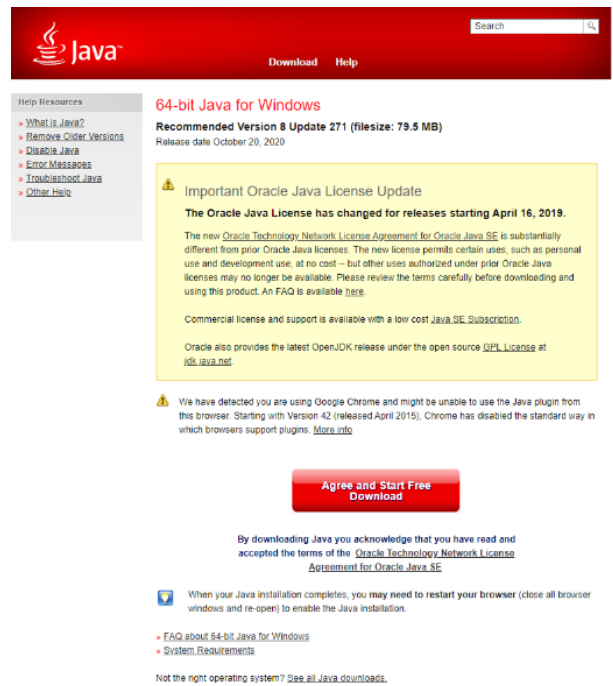 Java™
Search
Download Help
Help Resources
» What is Java?
» Remove Older Versions
» Disable Java
» Error Messages
» Troubleshoot Java
» Other Help
64-bit Java for Windows
Recommended Version 8 Update 271 (filesize: 79.5 MB)
Release date October 20, 2020
Important Oracle Java License Update
The Oracle Java License has changed for releases starting April 16, 2019.
The new Oracle Technology Network License Agreement for Oracle Java SE is substantially
different from prior Oracle Java licenses. The new license permits certain uses, such as personal
use and development use, at no cost -- but other uses authorized under prior Oracle Java
licenses may no longer be available. Please review the terms carefully before downloading and
using this product. An FAQ is available here.
Commercial license and support is available with a low cost Java SE Subscription.
Oracle also provides the latest OpenJDK release under the open source GPL License at
jdk.java.net.
We have detected you are using Google Chrome and might be unable to use the Java plugin from
this browser. Starting with Version 42 (released April 2015), Chrome has disabled the standard way in
which browsers support plugins. More info
Agree and Start Free
Download
By downloading Java you acknowledge that you have read and
accepted the terms of the Oracle Technology Network License
Agreement for Oracle Java SE
When your Java installation completes, you may need to restart your browser (close all browser
windows and re-open) to enable the Java installation.
» FAQ about 64-bit Java for Windows
» System Requirements
Not the right operating system? See all Java downloads.